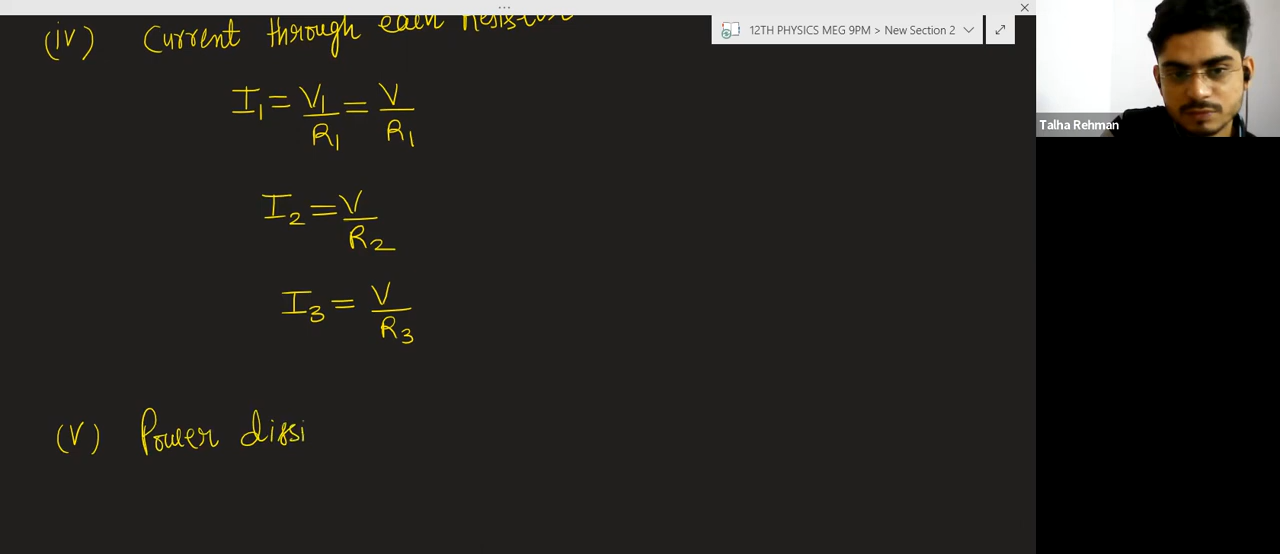 12TH PHYSICS MEG 9PM > New Section 2
(iv) Current through each Resistor
I₁ = V₁/R₁ = V/R₁
I₂ = V/R₂
I₃ = V/R₃
(V) Power dissi
Talha Rehman